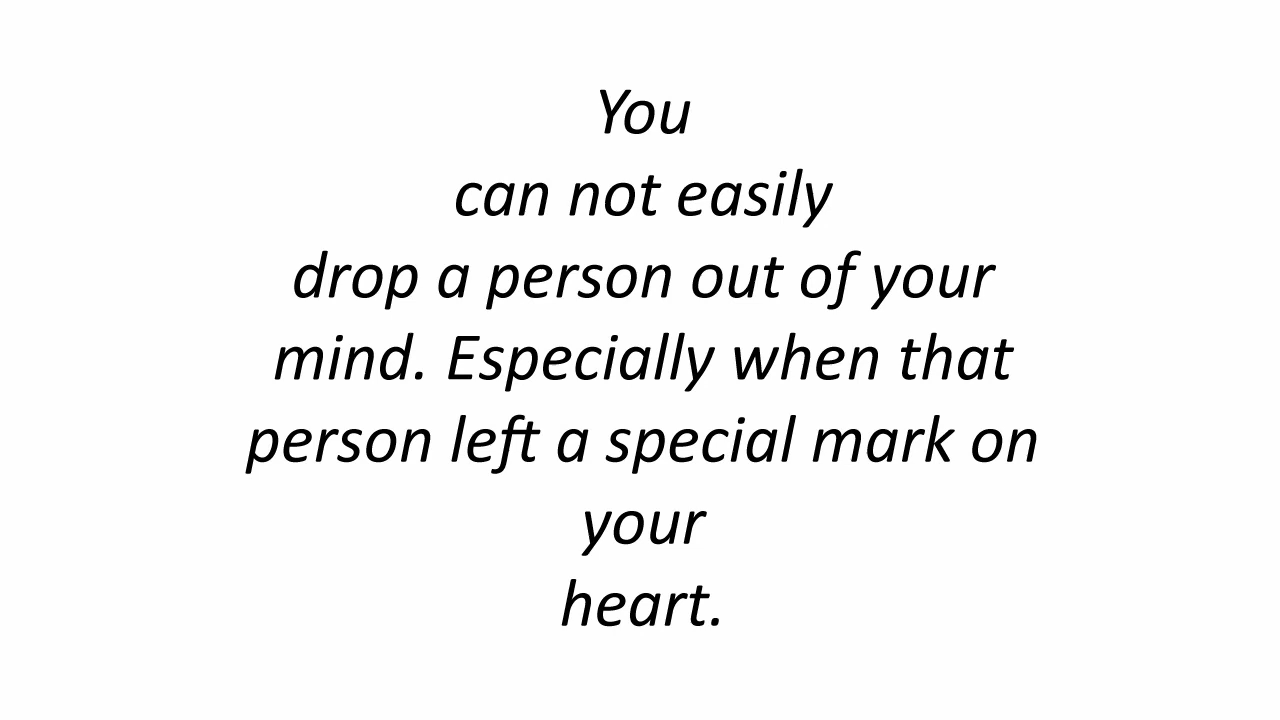 You
can not easily
drop a person out of your
mind. Especially when that
person left a special mark on
your
heart.